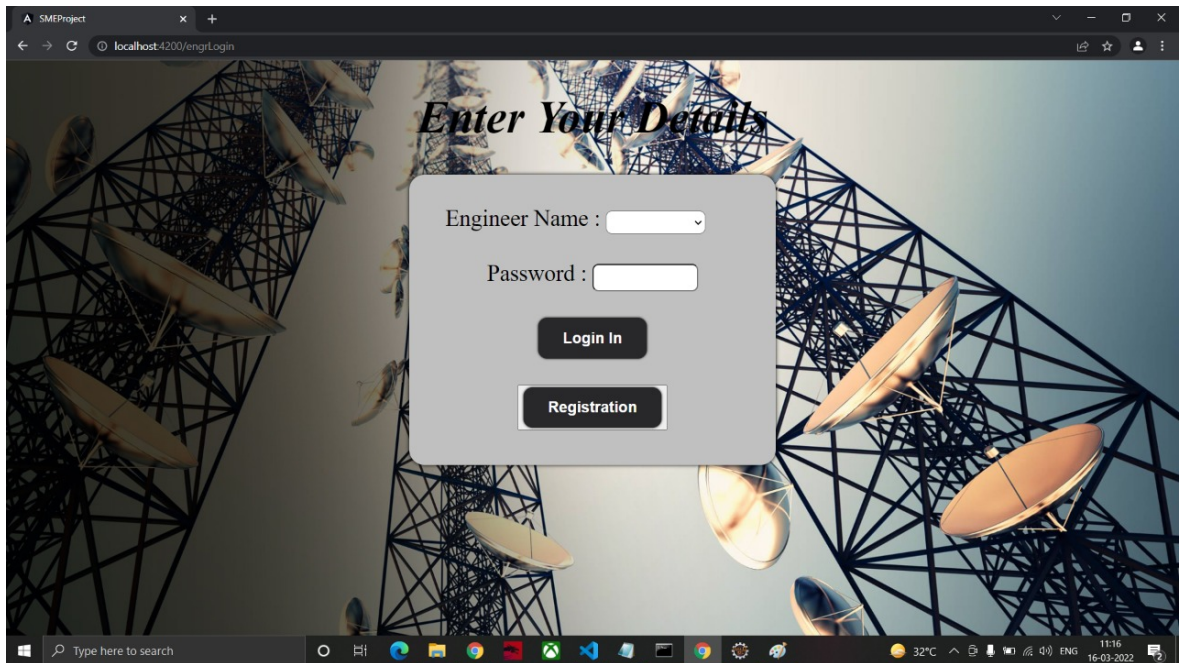 SMEProject
localhost:4200/engrLogin
Enter Your Details
Engineer Name :
Password :
Login In
Registration
Type here to search
32°C
ENG
11:16
16-03-2022
2